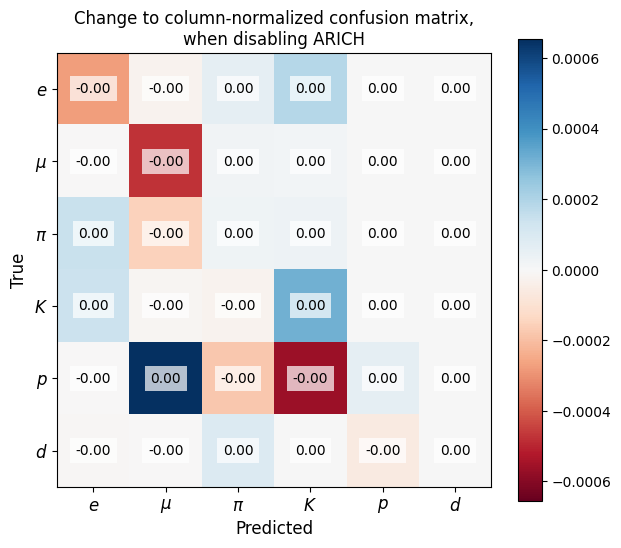 Change to column-normalized confusion matrix,
when disabling ARICH
e -0.00 -0.00 0.00 0.00 0.00 0.00
μ -0.00 -0.00 0.00 0.00 0.00 0.00
π 0.00 -0.00 0.00 0.00 0.00 0.00
K 0.00 -0.00 -0.00 0.00 0.00 0.00
p -0.00 0.00 -0.00 -0.00 0.00 0.00
d -0.00 -0.00 0.00 0.00 -0.00 0.00
e μ π K p d
Predicted
True
0.0006
0.0004
0.0002
0.0000
−0.0002
−0.0004
−0.0006